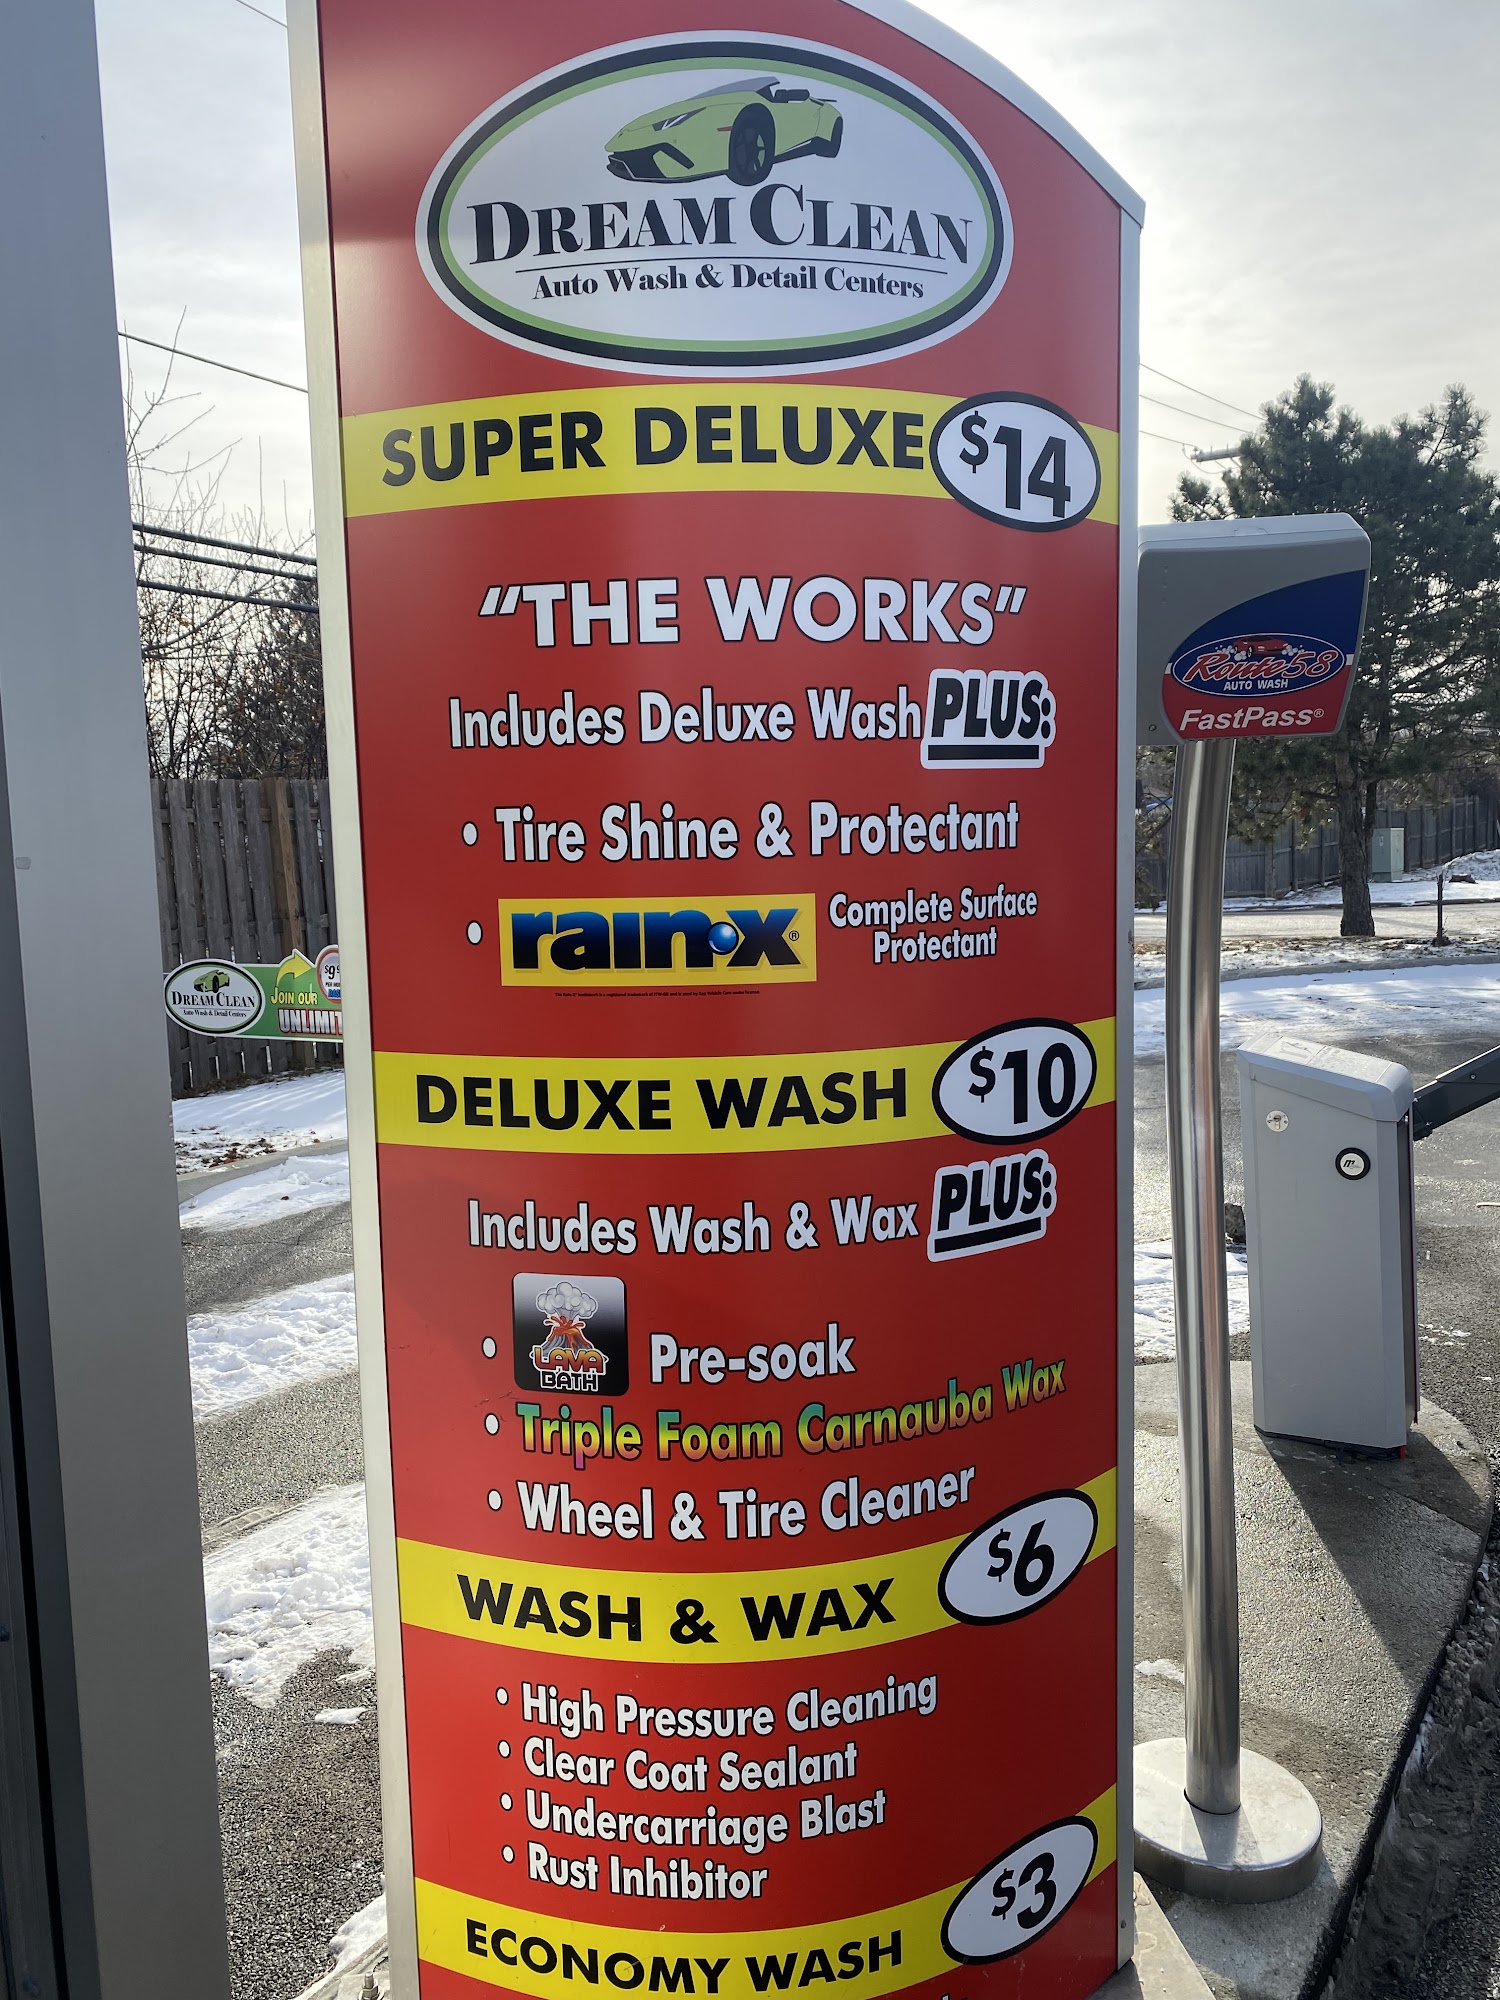 DREAM CLEAN
Auto Wash & Detail Centers
SUPER DELUXE $14
"THE WORKS"
Includes Deluxe Wash PLUS:
• Tire Shine & Protectant
• rain·x® Complete Surface
Protectant
DELUXE WASH $10
Includes Wash & Wax PLUS:
• LAVA
BATH
Pre-soak
• Triple Foam Carnauba Wax
• Wheel & Tire Cleaner
WASH & WAX $6
• High Pressure Cleaning
• Clear Coat Sealant
• Undercarriage Blast
• Rust Inhibitor
ECONOMY WASH $3
Route 58
AUTO WASH
FastPass®
DREAM CLEAN
Auto Wash & Detail Centers
JOIN OUR
$9